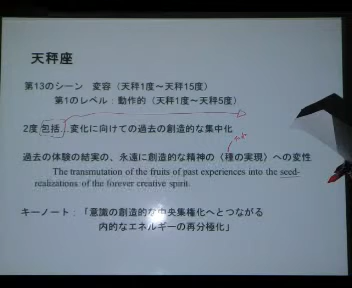 天秤座
第13のシーン 変容(天秤1度～天秤15度)
第1のレベル:動作的(天秤1度～天秤5度)
2度 包括:変化に向けての過去の創造的な集中化
過去の体験の結実の、永遠に創造的な精神の〈種の実現〉への変性
The transmutation of the fruits of past experiences into the seed-
realizations of the forever creative spirit.
キーノート:「意識の創造的な中央集権化へとつながる
内的なエネルギーの再分極化」